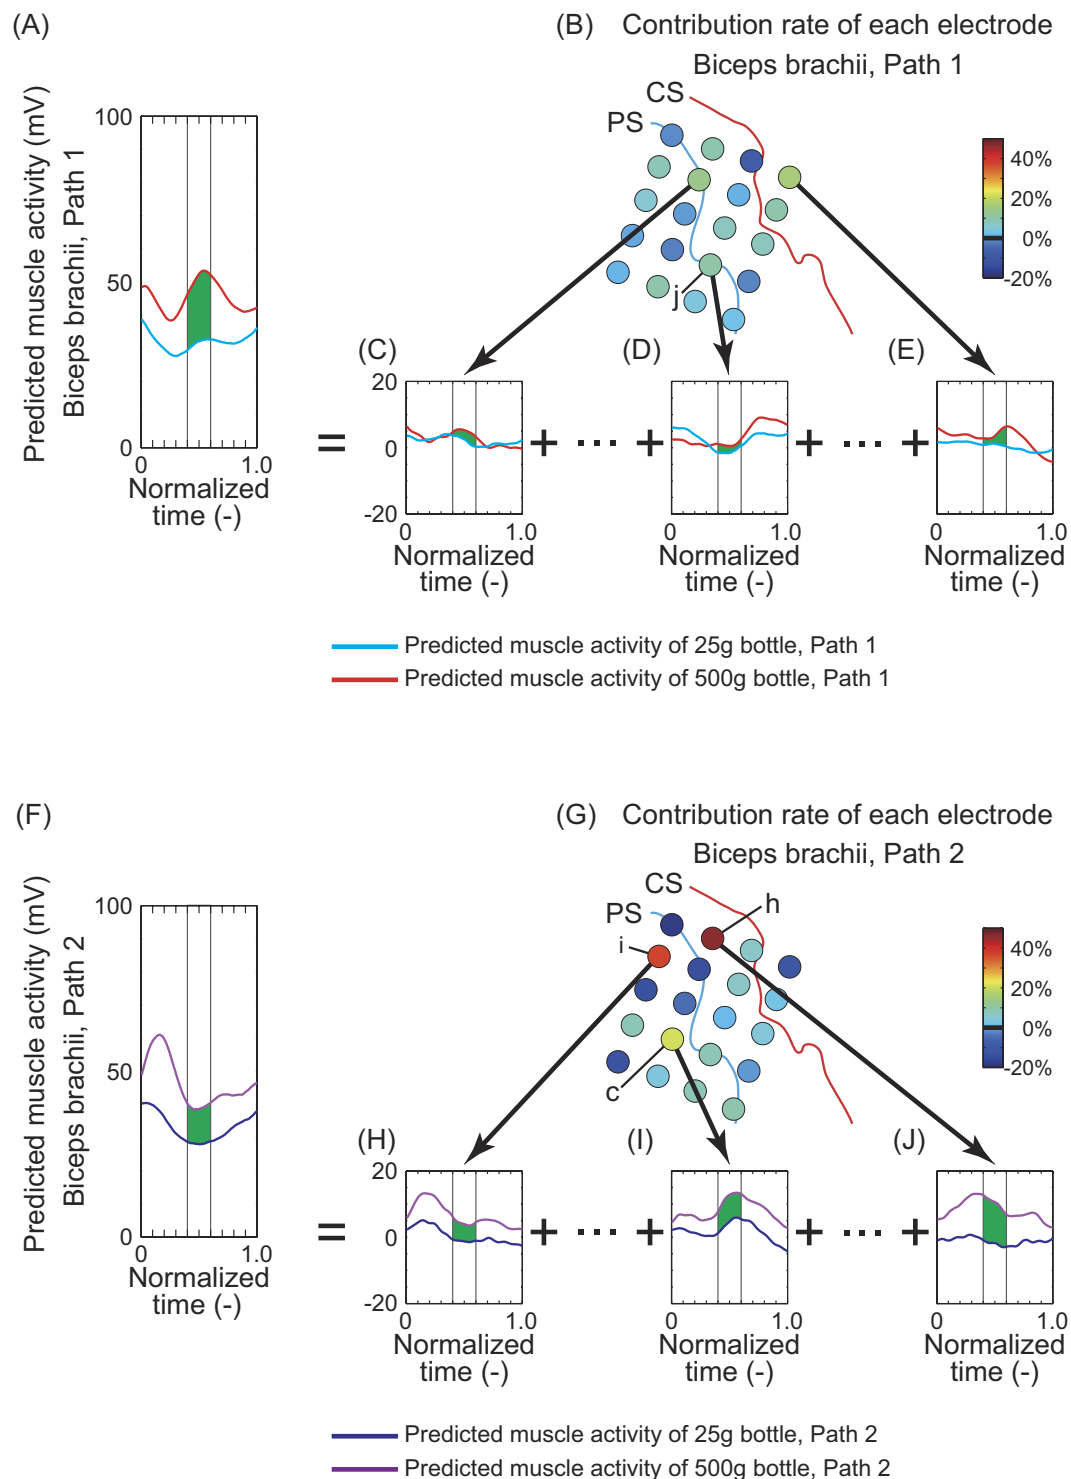 (A)
(B) Contribution rate of each electrode
Biceps brachii, Path 1
Predicted muscle activity (mV)
Biceps brachii, Path 1
100
50
0
0 1.0
Normalized
time (-)
CS
PS
j
40%
20%
0%
-20%
(C)
(D)
(E)
=
20
0
-20
0 1.0
Normalized
time (-)
+ ... +
0 1.0
Normalized
time (-)
+ ... +
0 1.0
Normalized
time (-)
Predicted muscle activity of 25g bottle, Path 1
Predicted muscle activity of 500g bottle, Path 1
(F)
(G) Contribution rate of each electrode
Biceps brachii, Path 2
Predicted muscle activity (mV)
Biceps brachii, Path 2
100
50
0
0 1.0
Normalized
time (-)
CS
PS
h
i
c
40%
20%
0%
-20%
(H)
(I)
(J)
=
20
0
-20
0 1.0
Normalized
time (-)
+ ... +
0 1.0
Normalized
time (-)
+ ... +
0 1.0
Normalized
time (-)
Predicted muscle activity of 25g bottle, Path 2
Predicted muscle activity of 500g bottle, Path 2